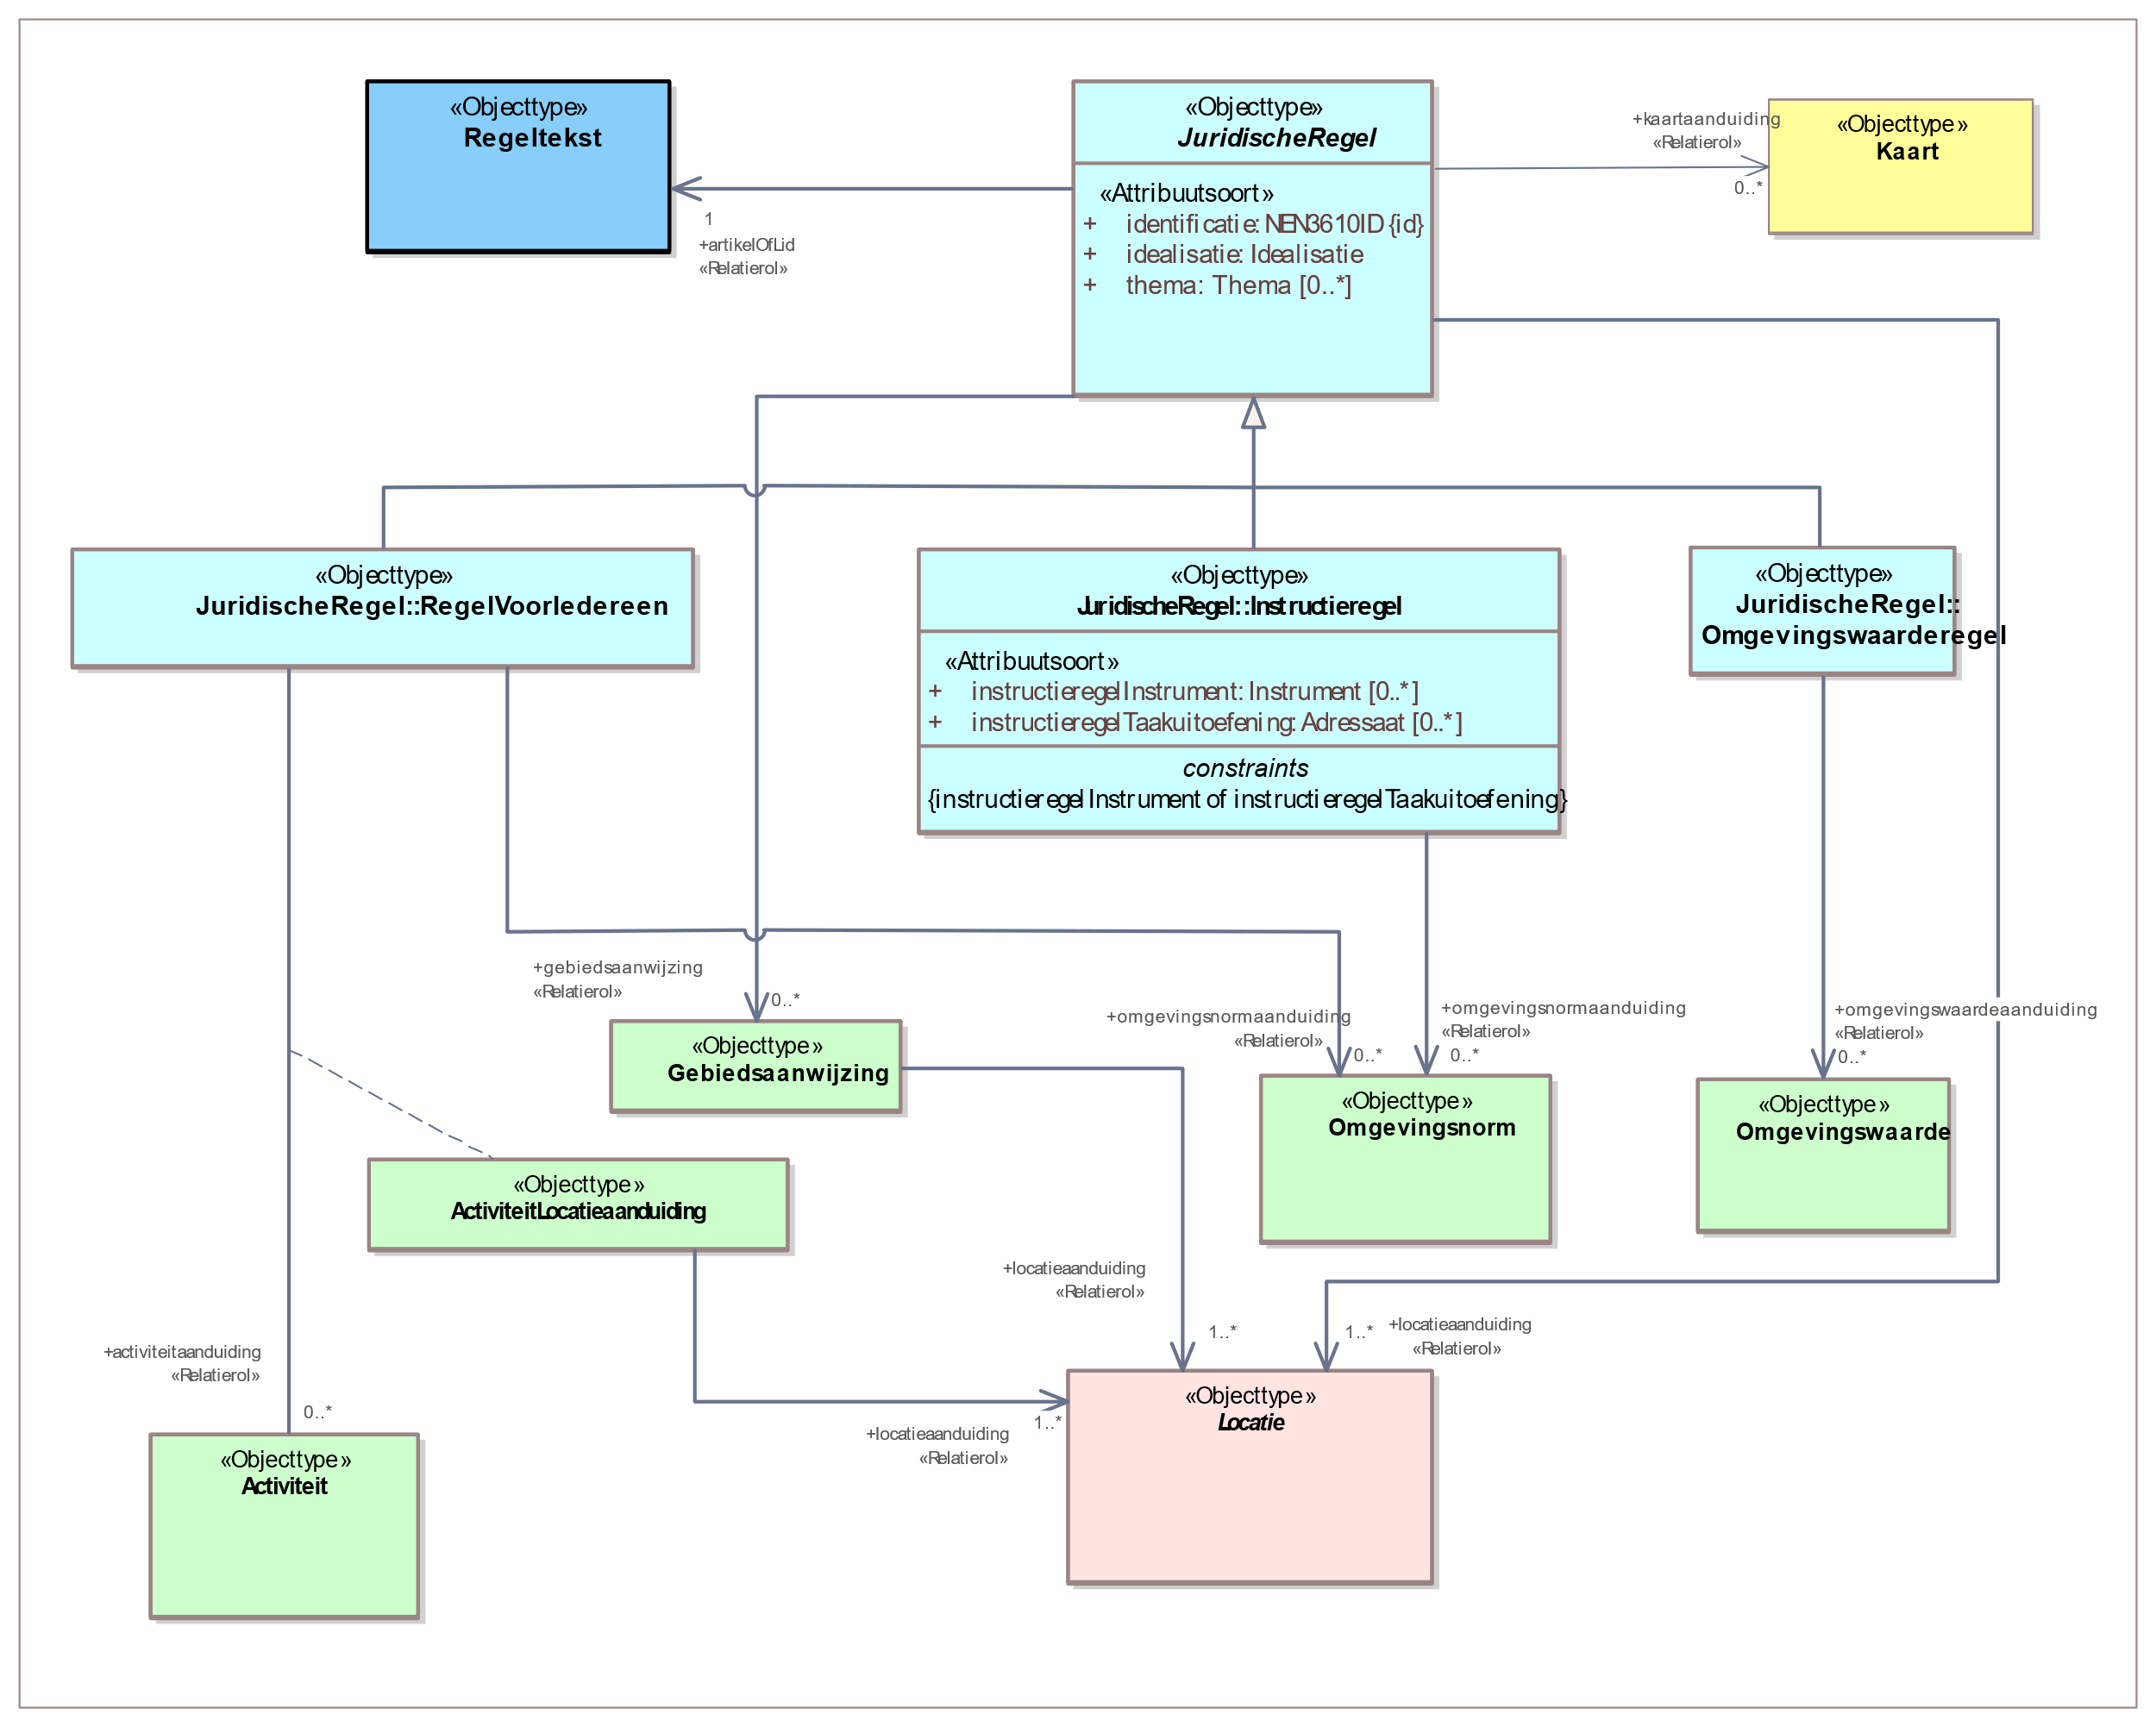 «Objecttype»
Regeltekst
1
+artikelOfLid
«Relatierol»
«Objecttype»
JuridischeRegel
«Attribuutsoort»
+ identificatie: NEN3610ID {id}
+ idealisatie: Idealisatie
+ thema: Thema [0..*]
+kaartaanduiding
«Relatierol»
0..*
«Objecttype»
Kaart
«Objecttype»
JuridischeRegel::RegelVoorIedereen
«Objecttype»
JuridischeRegel::Instructieregel
«Attribuutsoort»
+ instructieregelInstrument: Instrument [0..*]
+ instructieregelTaakuitoefening: Adressaat [0..*]
constraints
{instructieregelInstrument of instructieregelTaakuitoefening}
«Objecttype»
JuridischeRegel::
Omgevingswaarderegel
+gebiedsaanwijzing
«Relatierol»
0..*
«Objecttype»
Gebiedsaanwijzing
+omgevingsnormaanduiding
«Relatierol»
0..*
+omgevingsnormaanduiding
«Relatierol»
0..*
+omgevingswaardeaanduiding
«Relatierol»
0..*
«Objecttype»
Omgevingsnorm
«Objecttype»
Omgevingswaarde
«Objecttype»
ActiviteitLocatieaanduiding
+locatieaanduiding
«Relatierol»
1..*
1..*
+locatieaanduiding
«Relatierol»
+activiteitaanduiding
«Relatierol»
0..*
«Objecttype»
Locatie
1..*
+locatieaanduiding
«Relatierol»
«Objecttype»
Activiteit